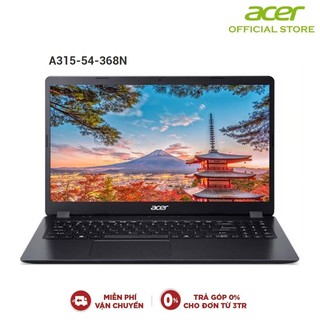 acer
OFFICIAL STORE
A315-54-368N
acer
MIỄN PHÍ
VẬN CHUYỂN
0%
TRẢ GÓP 0%
CHO ĐƠN TỪ 3TR